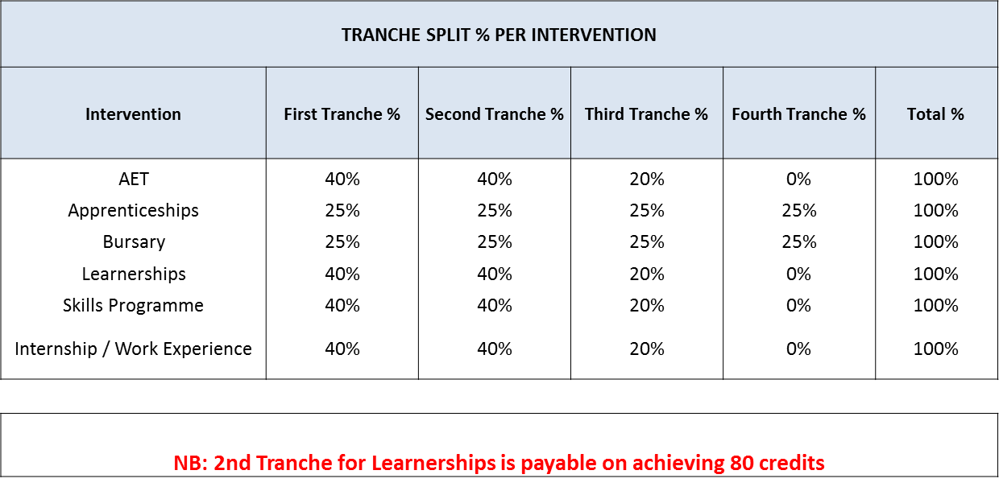 TRANCHE SPLIT % PER INTERVENTION
Intervention First Tranche % Second Tranche % Third Tranche % Fourth Tranche % Total %
AET 40% 40% 20% 0% 100%
Apprenticeships 25% 25% 25% 25% 100%
Bursary 25% 25% 25% 25% 100%
Learnerships 40% 40% 20% 0% 100%
Skills Programme 40% 40% 20% 0% 100%
Internship / Work Experience 40% 40% 20% 0% 100%
NB: 2nd Tranche for Learnerships is payable on achieving 80 credits